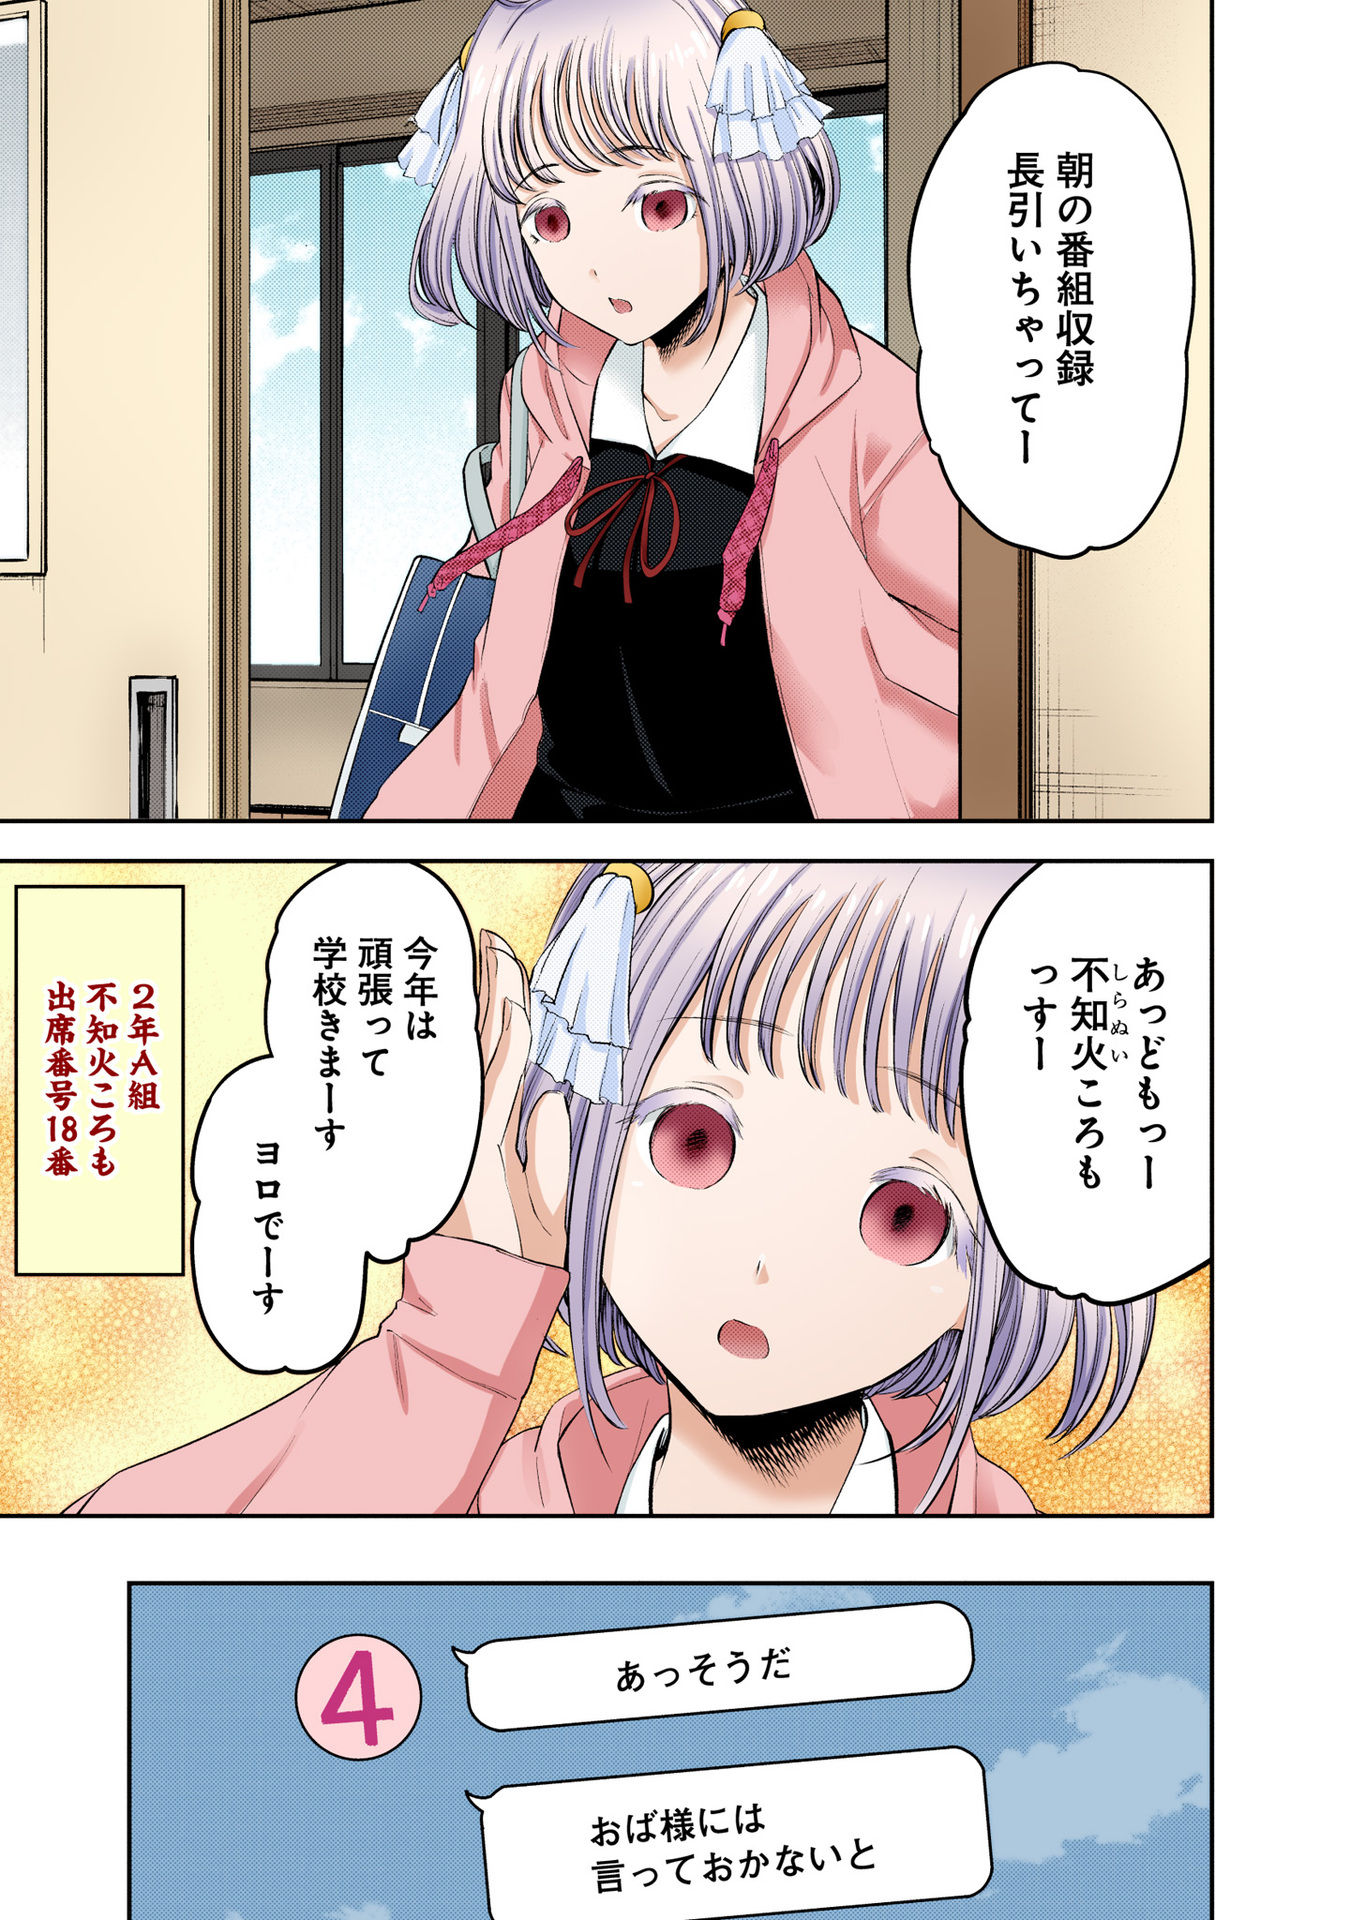 朝の番組収録
長引いちゃってー
あっどもっー
不知火ころも
しらぬい
っすー
今年は
頑張って
学校きまーす
ヨロでーす
2年A組
不知火ころも
出席番号18番
4
あっそうだ
おば様には
言っておかないと